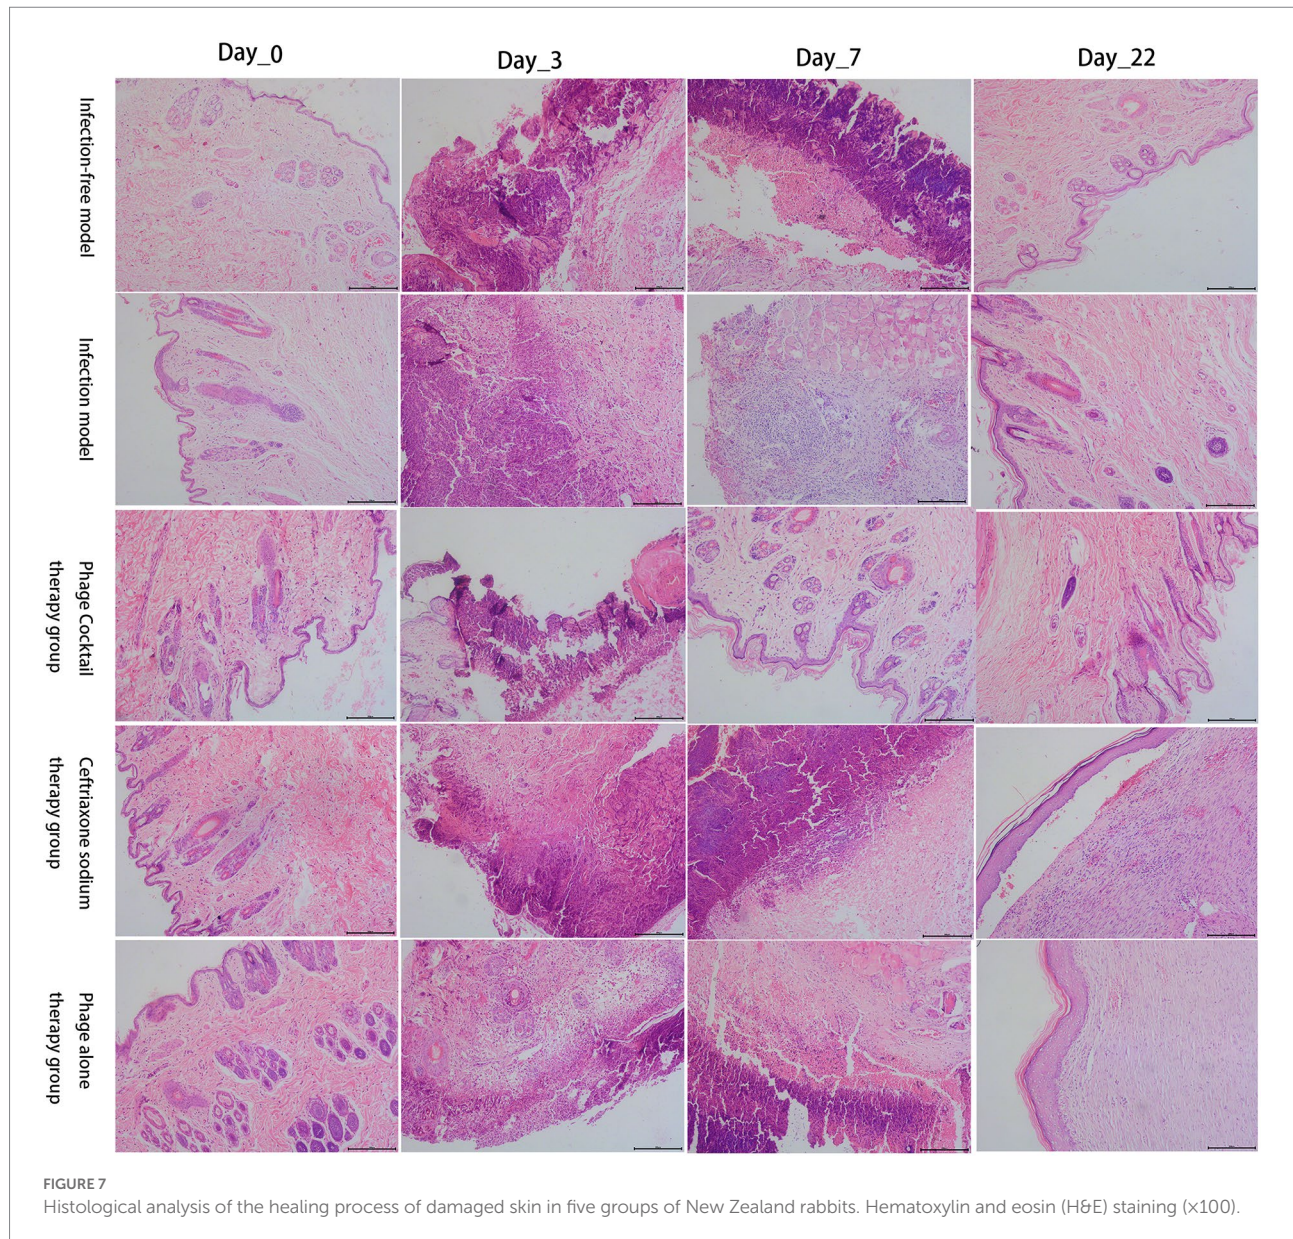 Day_0
Day_3
Day_7
Day_22
Infection-free model
Infection model
Phage Cocktail
therapy group
Ceftriaxone sodium
therapy group
Phage alone
therapy group
FIGURE 7
Histological analysis of the healing process of damaged skin in five groups of New Zealand rabbits. Hematoxylin and eosin (H&E) staining (×100).